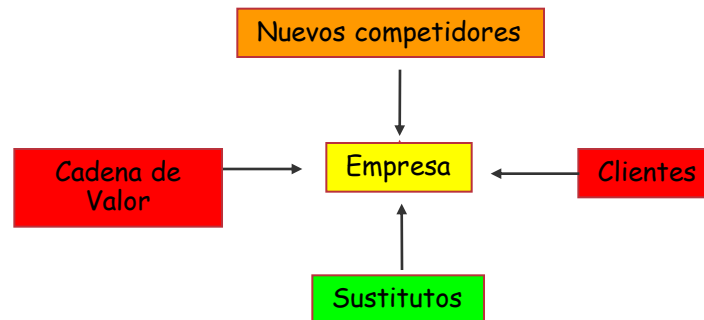 Nuevos competidores
Cadena de
Valor
Empresa
Clientes
Sustitutos